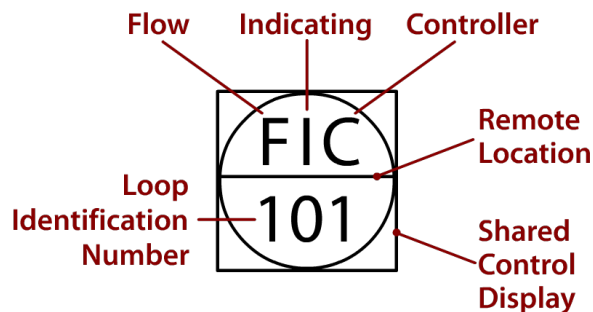 Flow
Indicating
Controller
FIC
Remote
Location
Loop
Identification
Number
101
Shared
Control
Display